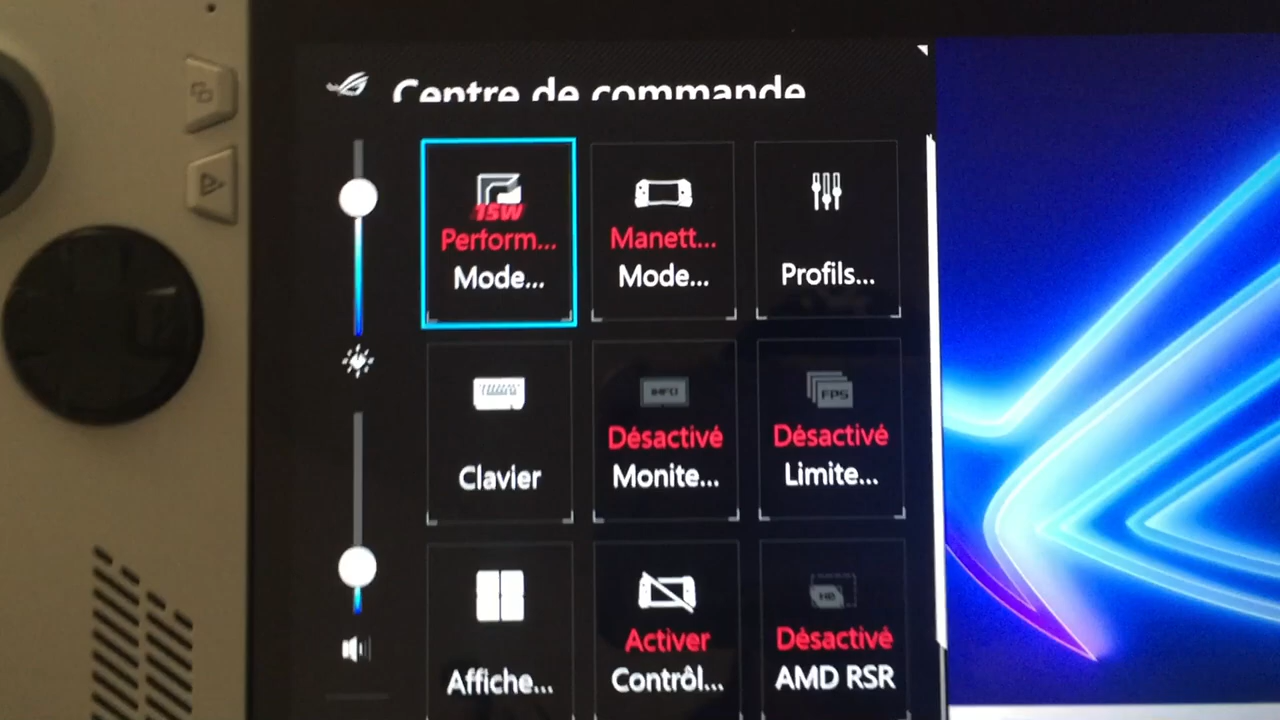 Centre de commande
15W
Perform...
Mode...
Manett...
Mode...
Profils...
Clavier
INFO
Désactivé
Monite...
FPS
Désactivé
Limite...
Affiche...
Activer
Contrôl...
HD
Désactivé
AMD RSR